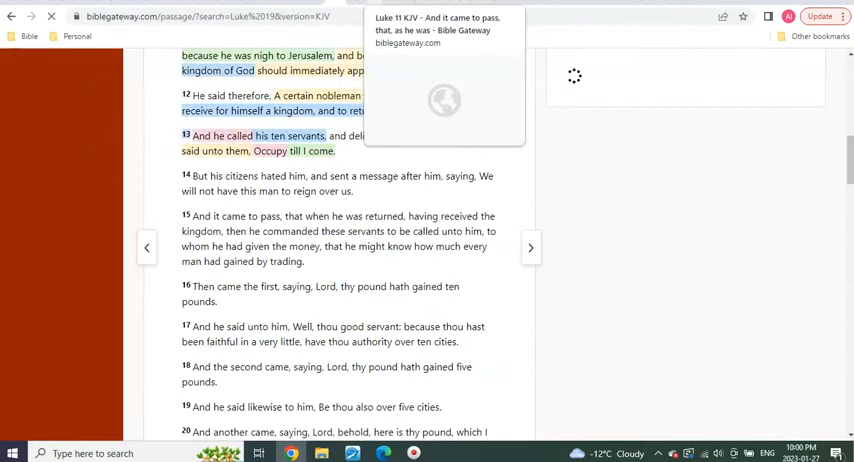 biblegateway.com/passage/?search=Luke%2019&version=KJV
AI
Update
Bible
Personal
Other bookmarks
Luke 11 KJV - And it came to pass,
that, as he was - Bible Gateway
biblegateway.com
because he was nigh to Jerusalem, and b
kingdom of God should immediately app
12 He said therefore, A certain nobleman
receive for himself a kingdom, and to ret
13 And he called his ten servants, and deli
said unto them, Occupy till I come.
14 But his citizens hated him, and sent a message after him, saying, We
will not have this man to reign over us.
15 And it came to pass, that when he was returned, having received the
kingdom, then he commanded these servants to be called unto him, to
whom he had given the money, that he might know how much every
man had gained by trading.
16 Then came the first, saying, Lord, thy pound hath gained ten
pounds.
17 And he said unto him, Well, thou good servant: because thou hast
been faithful in a very little, have thou authority over ten cities.
18 And the second came, saying, Lord, thy pound hath gained five
pounds.
19 And he said likewise to him, Be thou also over five cities.
20 And another came, saying, Lord, behold, here is thy pound, which I
Type here to search
-12°C Cloudy
ENG
10:00 PM
2023-01-27